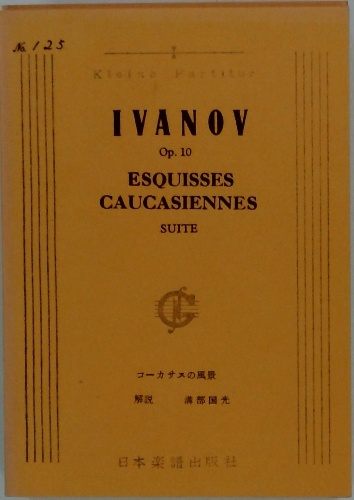 No. 125
Kleine Partitur
IVANOV
Op. 10
ESQUISSES
CAUCASIENNES
SUITE
コーカサスの風景
解説 溝部国光
日本楽譜出版社